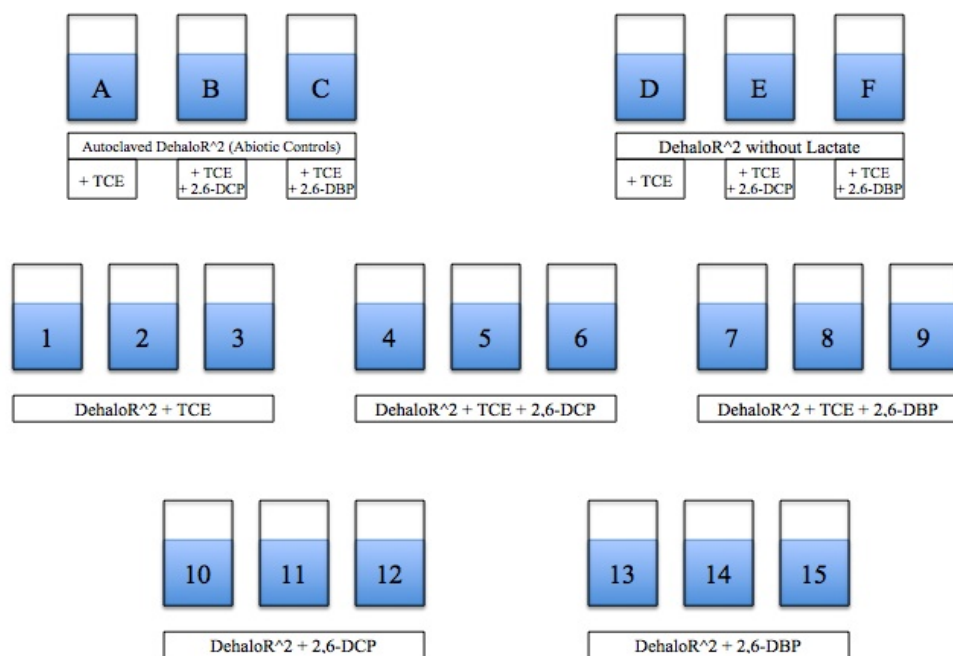 A B C D E F
Autoclaved DehaloR^2 (Abiotic Controls)
DehaloR^2 without Lactate
+ TCE
+ TCE
+ 2.6-DCP
+ TCE
+ 2.6-DBP
+ TCE
+ TCE
+ 2.6-DCP
+ TCE
+ 2.6-DBP
1 2 3 4 5 6 7 8 9
DehaloR^2 + TCE
DehaloR^2 + TCE + 2,6-DCP
DehaloR^2 + TCE + 2,6-DBP
10 11 12 13 14 15
DehaloR^2 + 2,6-DCP
DehaloR^2 + 2,6-DBP